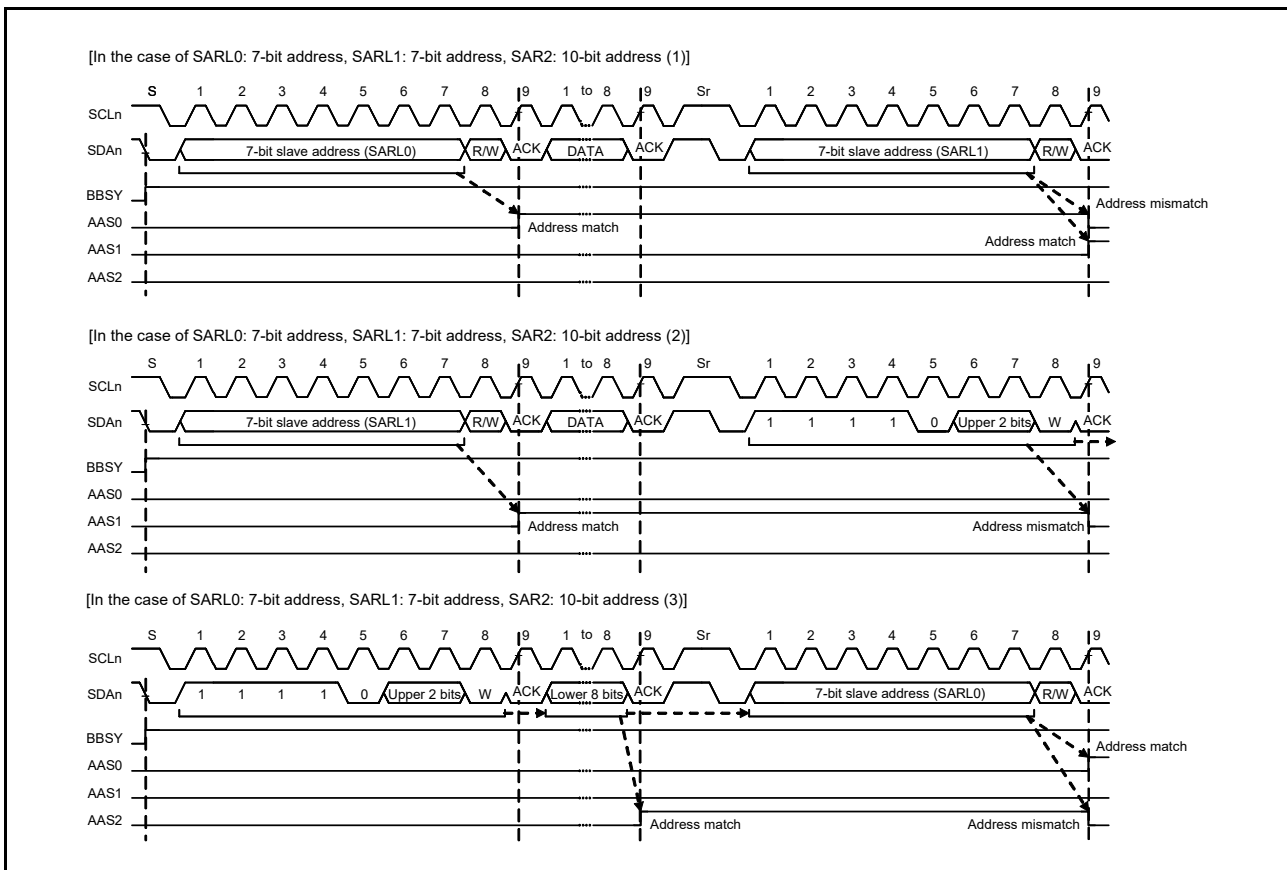 [In the case of SARL0: 7-bit address, SARL1: 7-bit address, SAR2: 10-bit address (1)]
S 1 2 3 4 5 6 7 8 9 1 to 8 9 Sr 1 2 3 4 5 6 7 8 9
SCLn
SDAn 7-bit slave address (SARL0) R/W ACK DATA ACK 7-bit slave address (SARL1) R/W ACK
BBSY Address mismatch
AAS0 Address match
AAS1 Address match
AAS2
[In the case of SARL0: 7-bit address, SARL1: 7-bit address, SAR2: 10-bit address (2)]
S 1 2 3 4 5 6 7 8 9 1 to 8 9 Sr 1 2 3 4 5 6 7 8 9
SCLn
SDAn 7-bit slave address (SARL1) R/W ACK DATA ACK 1 1 1 1 0 Upper 2 bits W ACK
BBSY
AAS0
AAS1 Address match Address mismatch
AAS2
[In the case of SARL0: 7-bit address, SARL1: 7-bit address, SAR2: 10-bit address (3)]
S 1 2 3 4 5 6 7 8 9 1 to 8 9 Sr 1 2 3 4 5 6 7 8 9
SCLn
SDAn 1 1 1 1 0 Upper 2 bits W ACK Lower 8 bits ACK 7-bit slave address (SARL0) R/W ACK
BBSY Address match
AAS0
AAS1
AAS2 Address match Address mismatch